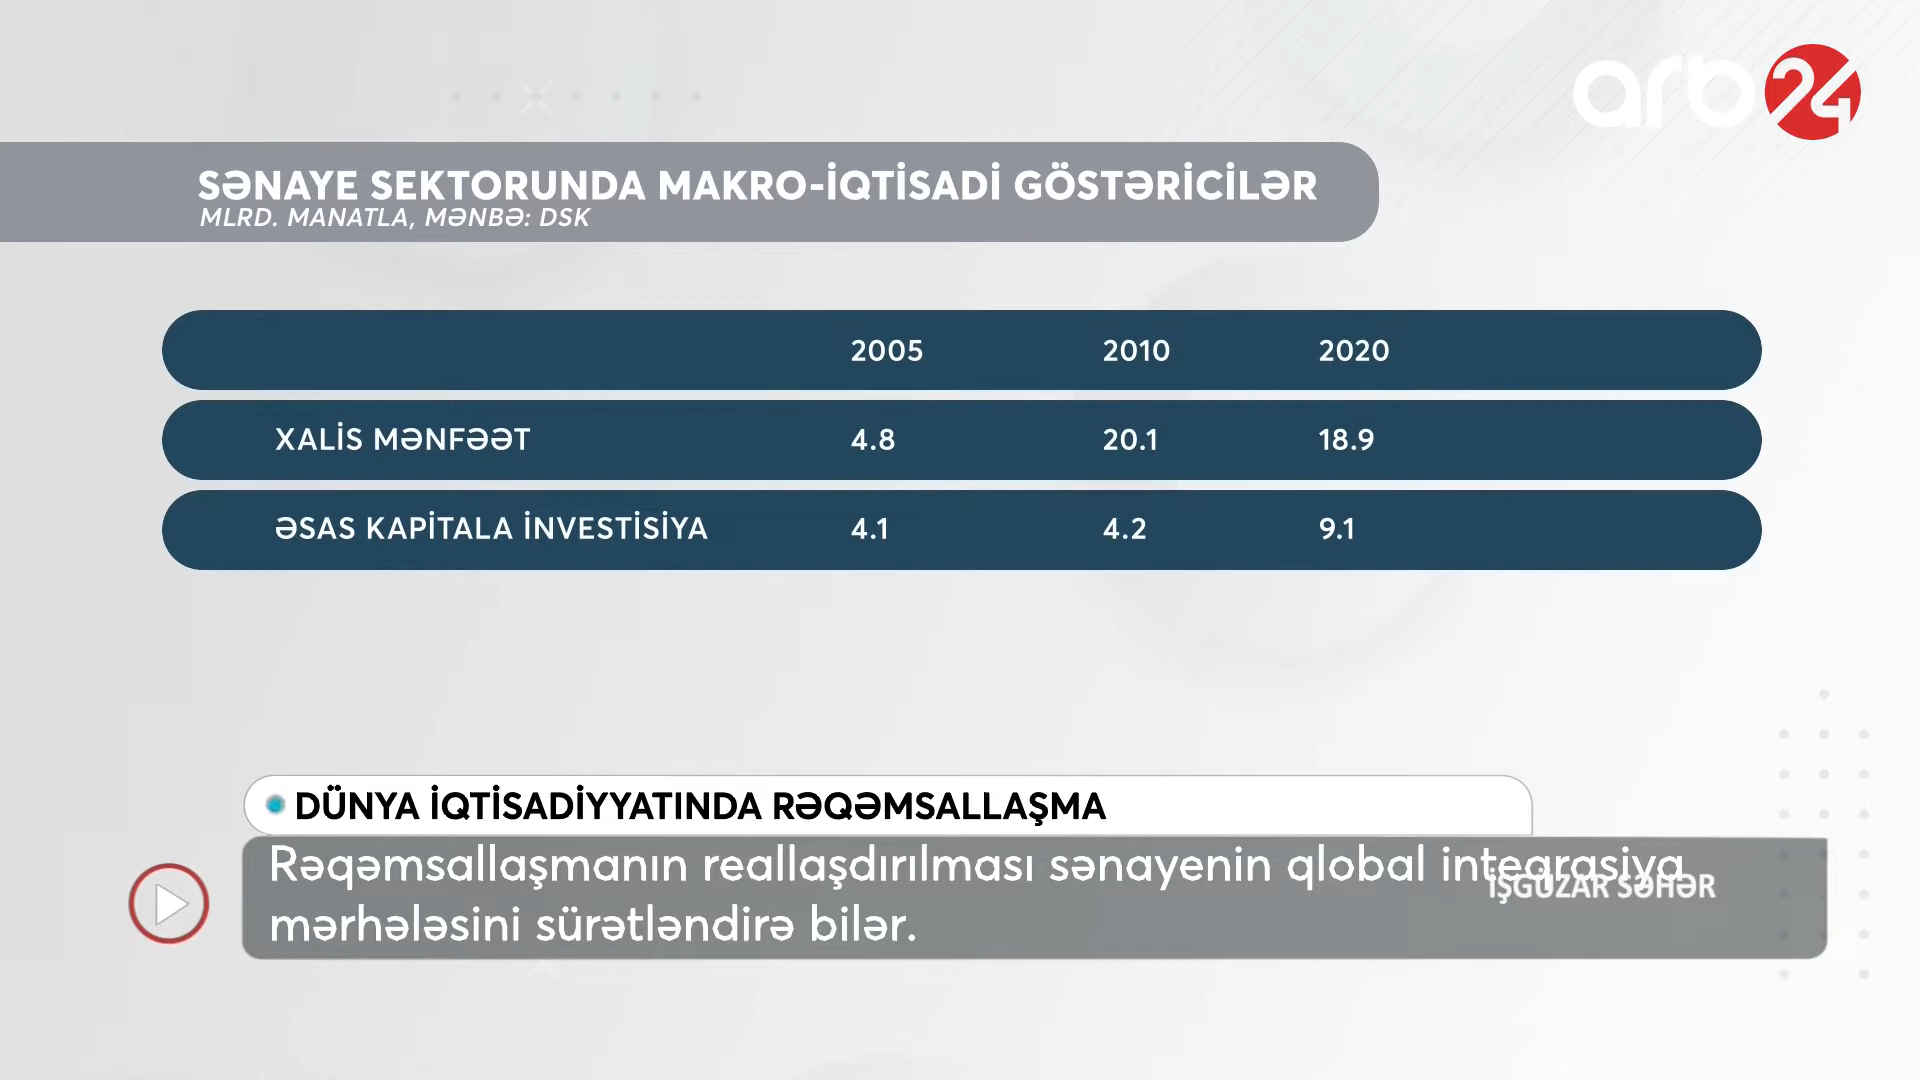 arb 24
SƏNAYE SEKTORUNDA MAKRO-İQTİSADİ GÖSTƏRİCİLƏR
MLRD. MANATLA, MƏNBƏ: DSK
2005 2010 2020
XALİS MƏNFƏƏT 4.8 20.1 18.9
ƏSAS KAPİTALA İNVESTİSİYA 4.1 4.2 9.1
DÜNYA İQTİSADİYYATINDA RƏQƏMSALLAŞMA
Rəqəmsallaşmanın reallaşdırılması sənayenin qlobal inteqrasiya
İŞGÜZAR SƏHƏR
mərhələsini sürətləndirə bilər.